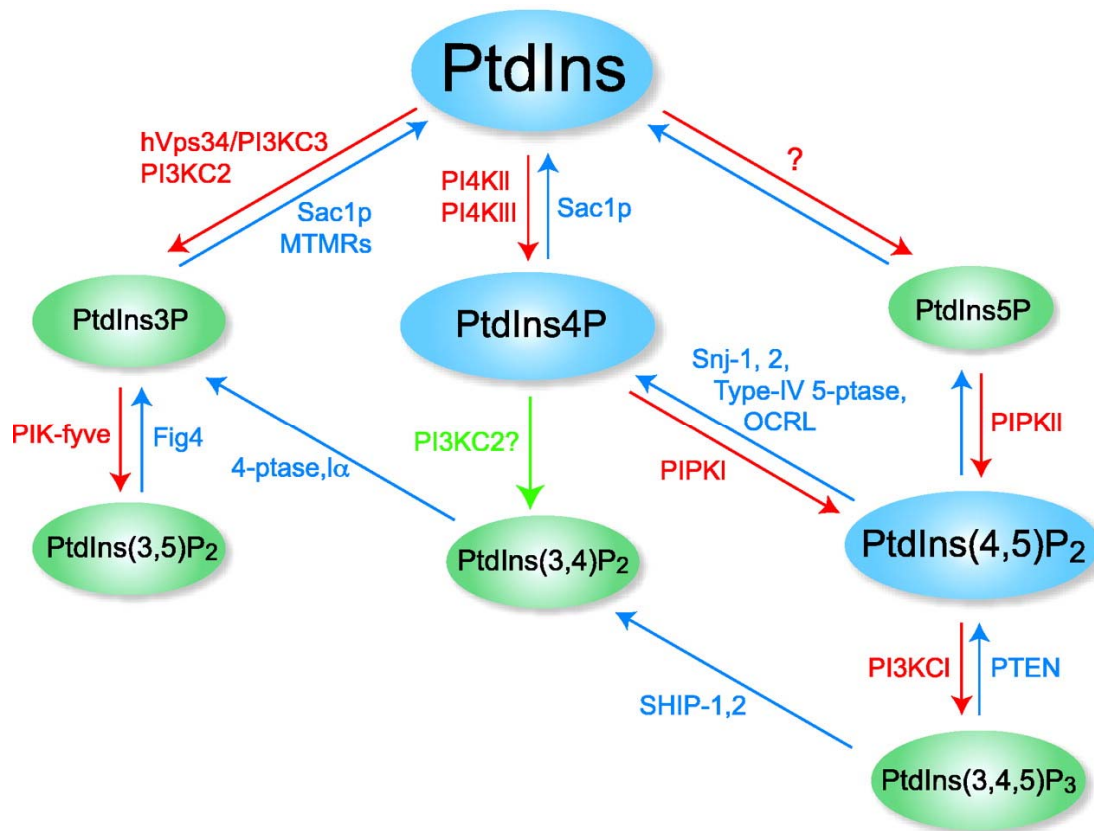 PtdIns
hVps34/PI3KC3
PI3KC2
Sac1p
MTMRs
PI4KII
PI4KIII
Sac1p
?
PtdIns3P
PtdIns4P
PtdIns5P
PIK-fyve
Fig4
4-ptase,Iα
PI3KC2?
Snj-1, 2,
Type-IV 5-ptase,
OCRL
PIPKI
PIPKII
PtdIns(3,5)P2
PtdIns(3,4)P2
PtdIns(4,5)P2
SHIP-1,2
PI3KCI
PTEN
PtdIns(3,4,5)P3